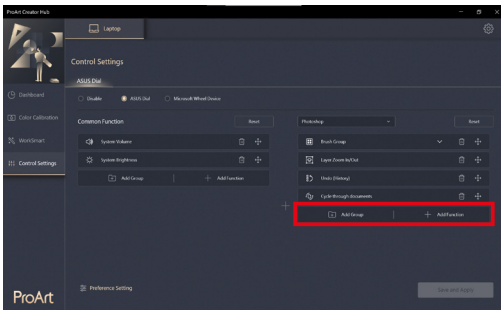 ProArt Creator Hub
Laptop
Control Settings
ASUS Dial
Disable
ASUS Dial
Microsoft Wheel Device
Dashboard
Color Calibration
WorkSmart
Control Settings
Common Function
Reset
System Volume
System Brightness
Add Group
Add Function
Photoshop
Reset
Brush Group
Layer Zoom In/Out
Undo (History)
Cycle through documents
Add Group
Add Function
Preference Setting
Save and Apply
ProArt